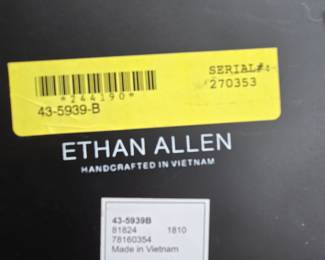 SERIAL#:
270353
*244190*
43-5939-B
ETHAN ALLEN
HANDCRAFTED IN VIETNAM
43-5939B
81824 1810
78160354
Made in Vietnam